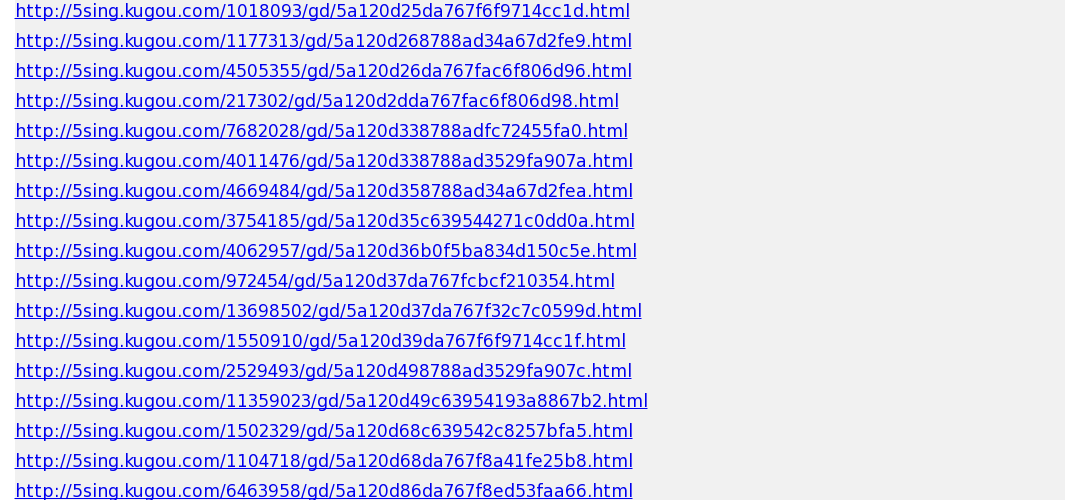 http://5sing.kugou.com/1018093/gd/5a120d25da767f6f9714cc1d.html
http://5sing.kugou.com/1177313/gd/5a120d268788ad34a67d2fe9.html
http://5sing.kugou.com/4505355/gd/5a120d26da767fac6f806d96.html
http://5sing.kugou.com/217302/gd/5a120d2dda767fac6f806d98.html
http://5sing.kugou.com/7682028/gd/5a120d338788adfc72455fa0.html
http://5sing.kugou.com/4011476/gd/5a120d338788ad3529fa907a.html
http://5sing.kugou.com/4669484/gd/5a120d358788ad34a67d2fea.html
http://5sing.kugou.com/3754185/gd/5a120d35c639544271c0dd0a.html
http://5sing.kugou.com/4062957/gd/5a120d36b0f5ba834d150c5e.html
http://5sing.kugou.com/972454/gd/5a120d37da767fcbcf210354.html
http://5sing.kugou.com/13698502/gd/5a120d37da767f32c7c0599d.html
http://5sing.kugou.com/1550910/gd/5a120d39da767f6f9714cc1f.html
http://5sing.kugou.com/2529493/gd/5a120d498788ad3529fa907c.html
http://5sing.kugou.com/11359023/gd/5a120d49c63954193a8867b2.html
http://5sing.kugou.com/1502329/gd/5a120d68c639542c8257bfa5.html
http://5sing.kugou.com/1104718/gd/5a120d68da767f8a41fe25b8.html
http://5sing.kugou.com/6463958/gd/5a120d86da767f8ed53faa66.html